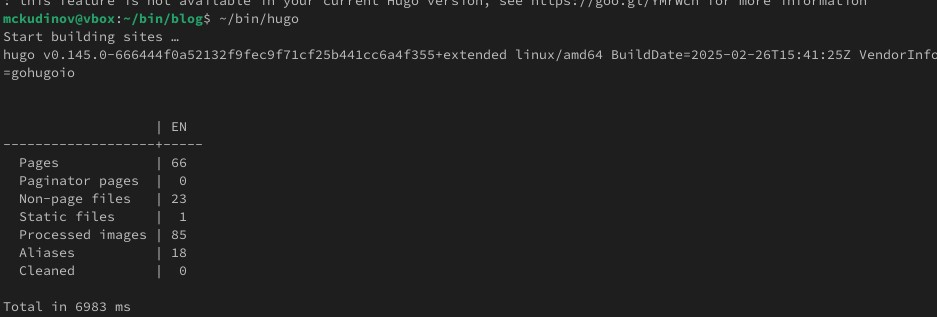 : this feature is not available in your current Hugo version, see https://goo.gl/YMrWcn for more information
mckudinov@vbox:~/bin/blog$ ~/bin/hugo
Start building sites …
hugo v0.145.0-666444f0a52132f9fec9f71cf25b441cc6a4f355+extended linux/amd64 BuildDate=2025-02-26T15:41:25Z VendorInfo
=gohugoio
| EN
-------------------+-----
Pages | 66
Paginator pages | 0
Non-page files | 23
Static files | 1
Processed images | 85
Aliases | 18
Cleaned | 0
Total in 6983 ms